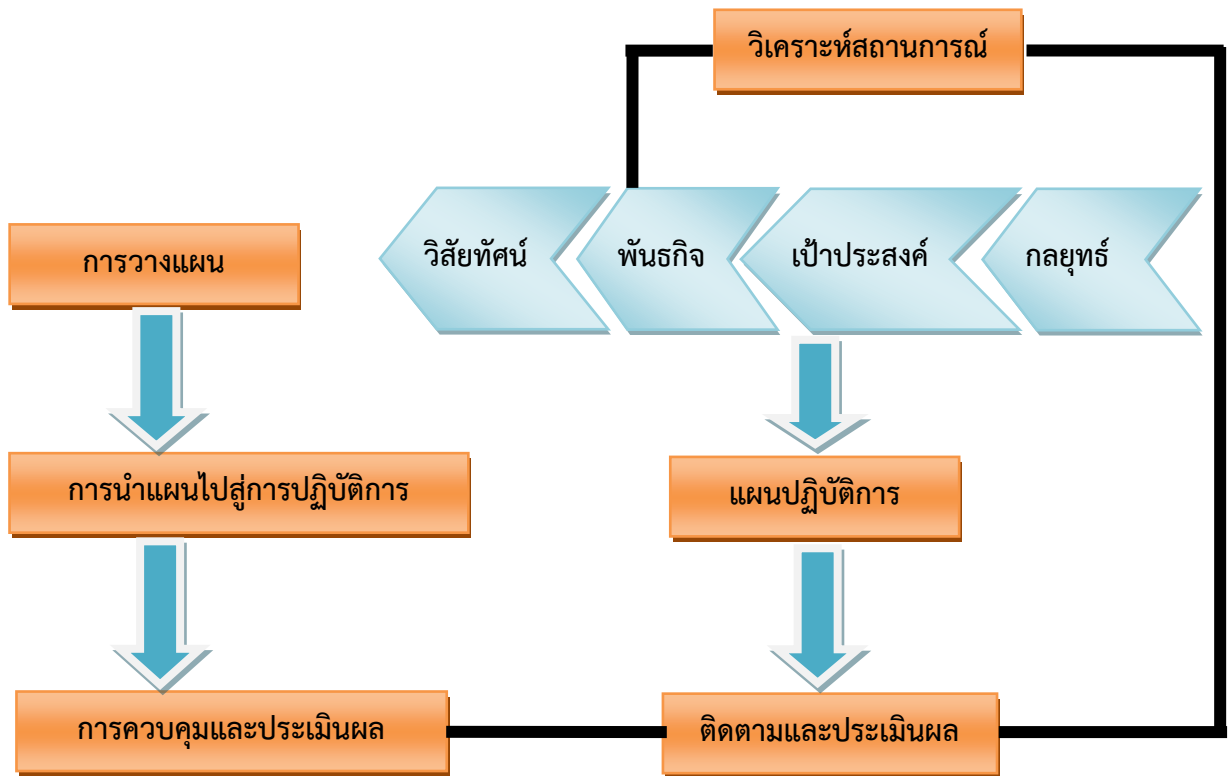 วิเคราะห์สถานการณ์
วิสัยทัศน์
พันธกิจ
เป้าประสงค์
กลยุทธ์
การวางแผน
การนำแผนไปสู่การปฏิบัติการ
แผนปฏิบัติการ
การควบคุมและประเมินผล
ติดตามและประเมินผล